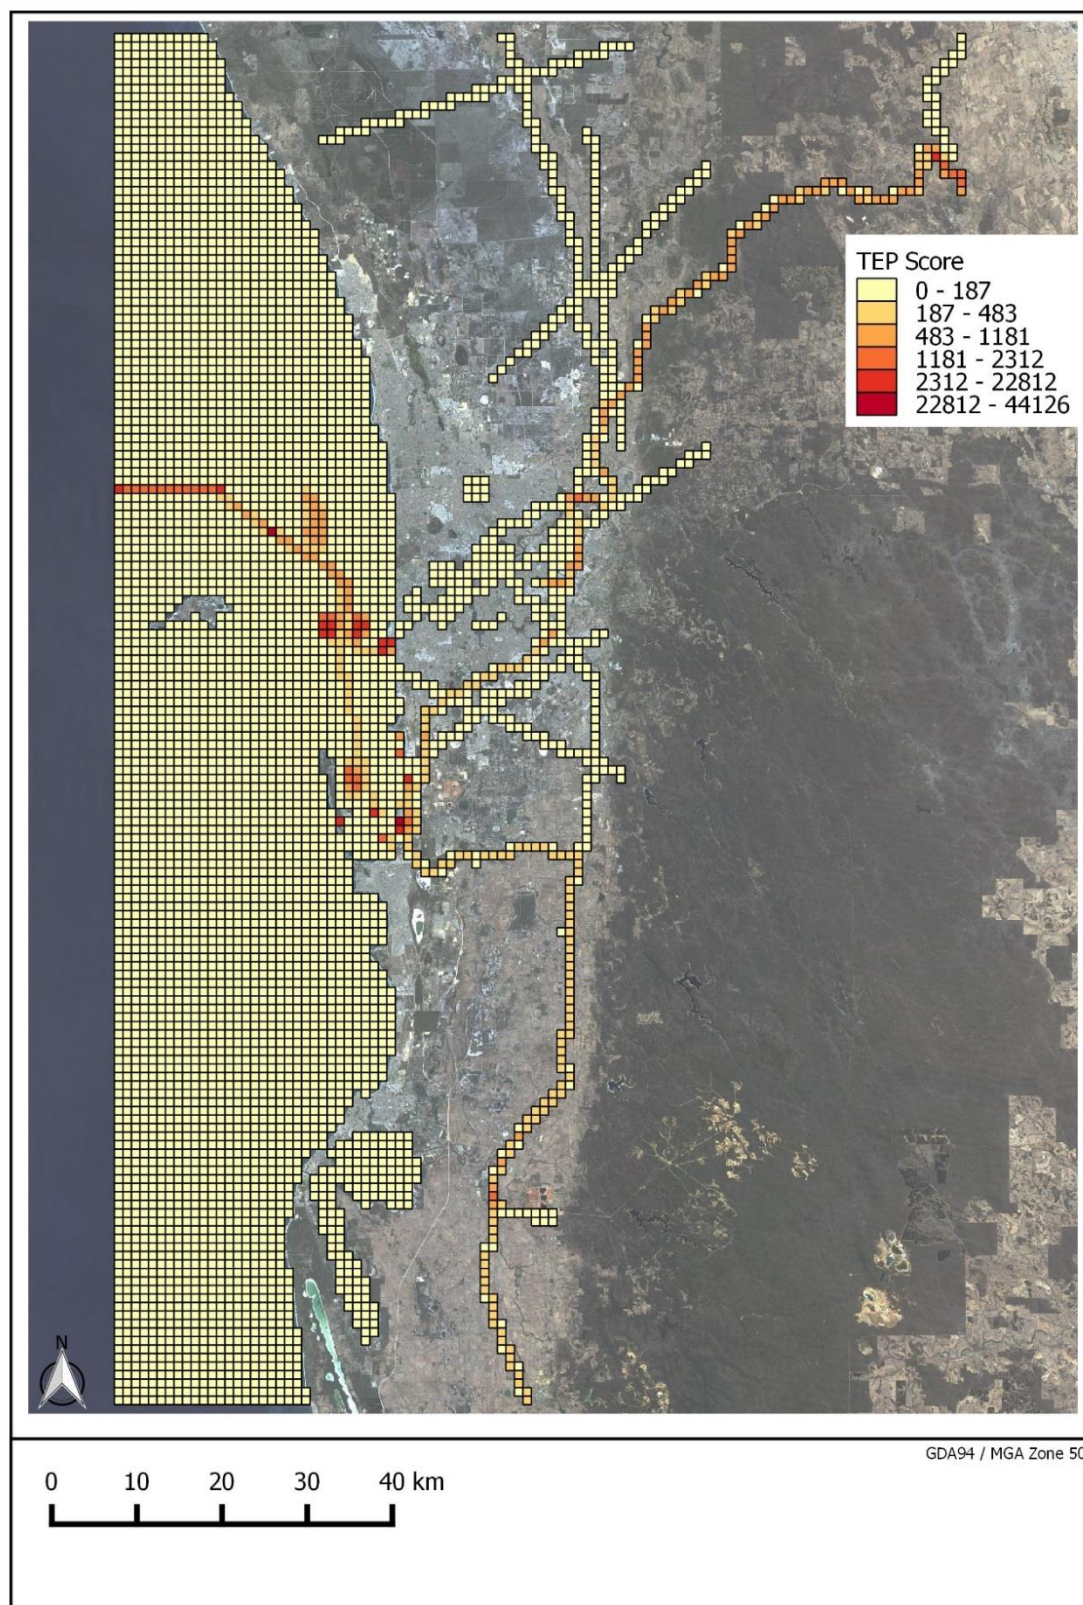 TEP Score
0 - 187
187 - 483
483 - 1181
1181 - 2312
2312 - 22812
22812 - 44126
N
GDA94 / MGA Zone 50
0 10 20 30 40 km